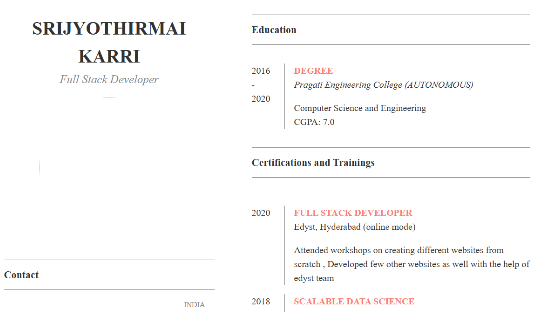 SRIJYOTHIRMAI
KARRI
Full Stack Developer
Contact
INDIA
Education
2016
-
2020
DEGREE
Pragati Engineering College (AUTONOMOUS)
Computer Science and Engineering
CGPA: 7.0
Certifications and Trainings
2020
FULL STACK DEVELOPER
Edyst, Hyderabad (online mode)
Attended workshops on creating different websites from
scratch , Developed few other websites as well with the help of
edyst team
2018
SCALABLE DATA SCIENCE